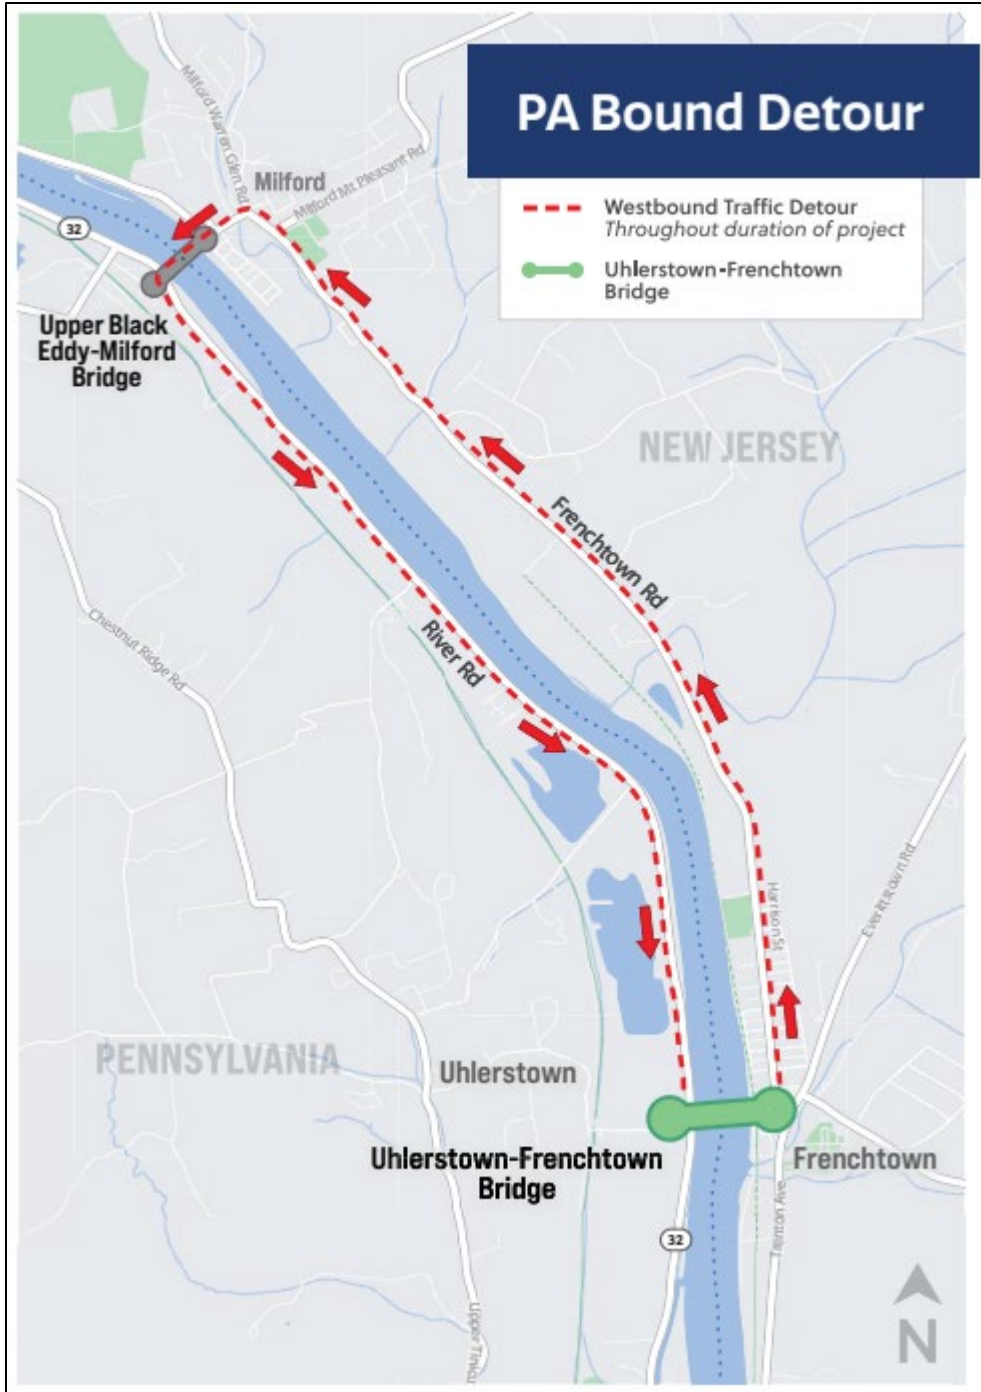 PA Bound Detour
Westbound Traffic Detour
Throughout duration of project
Uhlerstown-Frenchtown
Bridge
Milford Warren Glen Rd
Milford
Milford Mt Pleasant Rd
32
Upper Black
Eddy-Milford
Bridge
NEW JERSEY
Frenchtown Rd
Chestnut Ridge Rd
River Rd
Harrison St
Everittstown Rd
PENNSYLVANIA
Uhlerstown
Uhlerstown-Frenchtown
Bridge
Frenchtown
Trenton Ave
32
Upper Tinicu
N